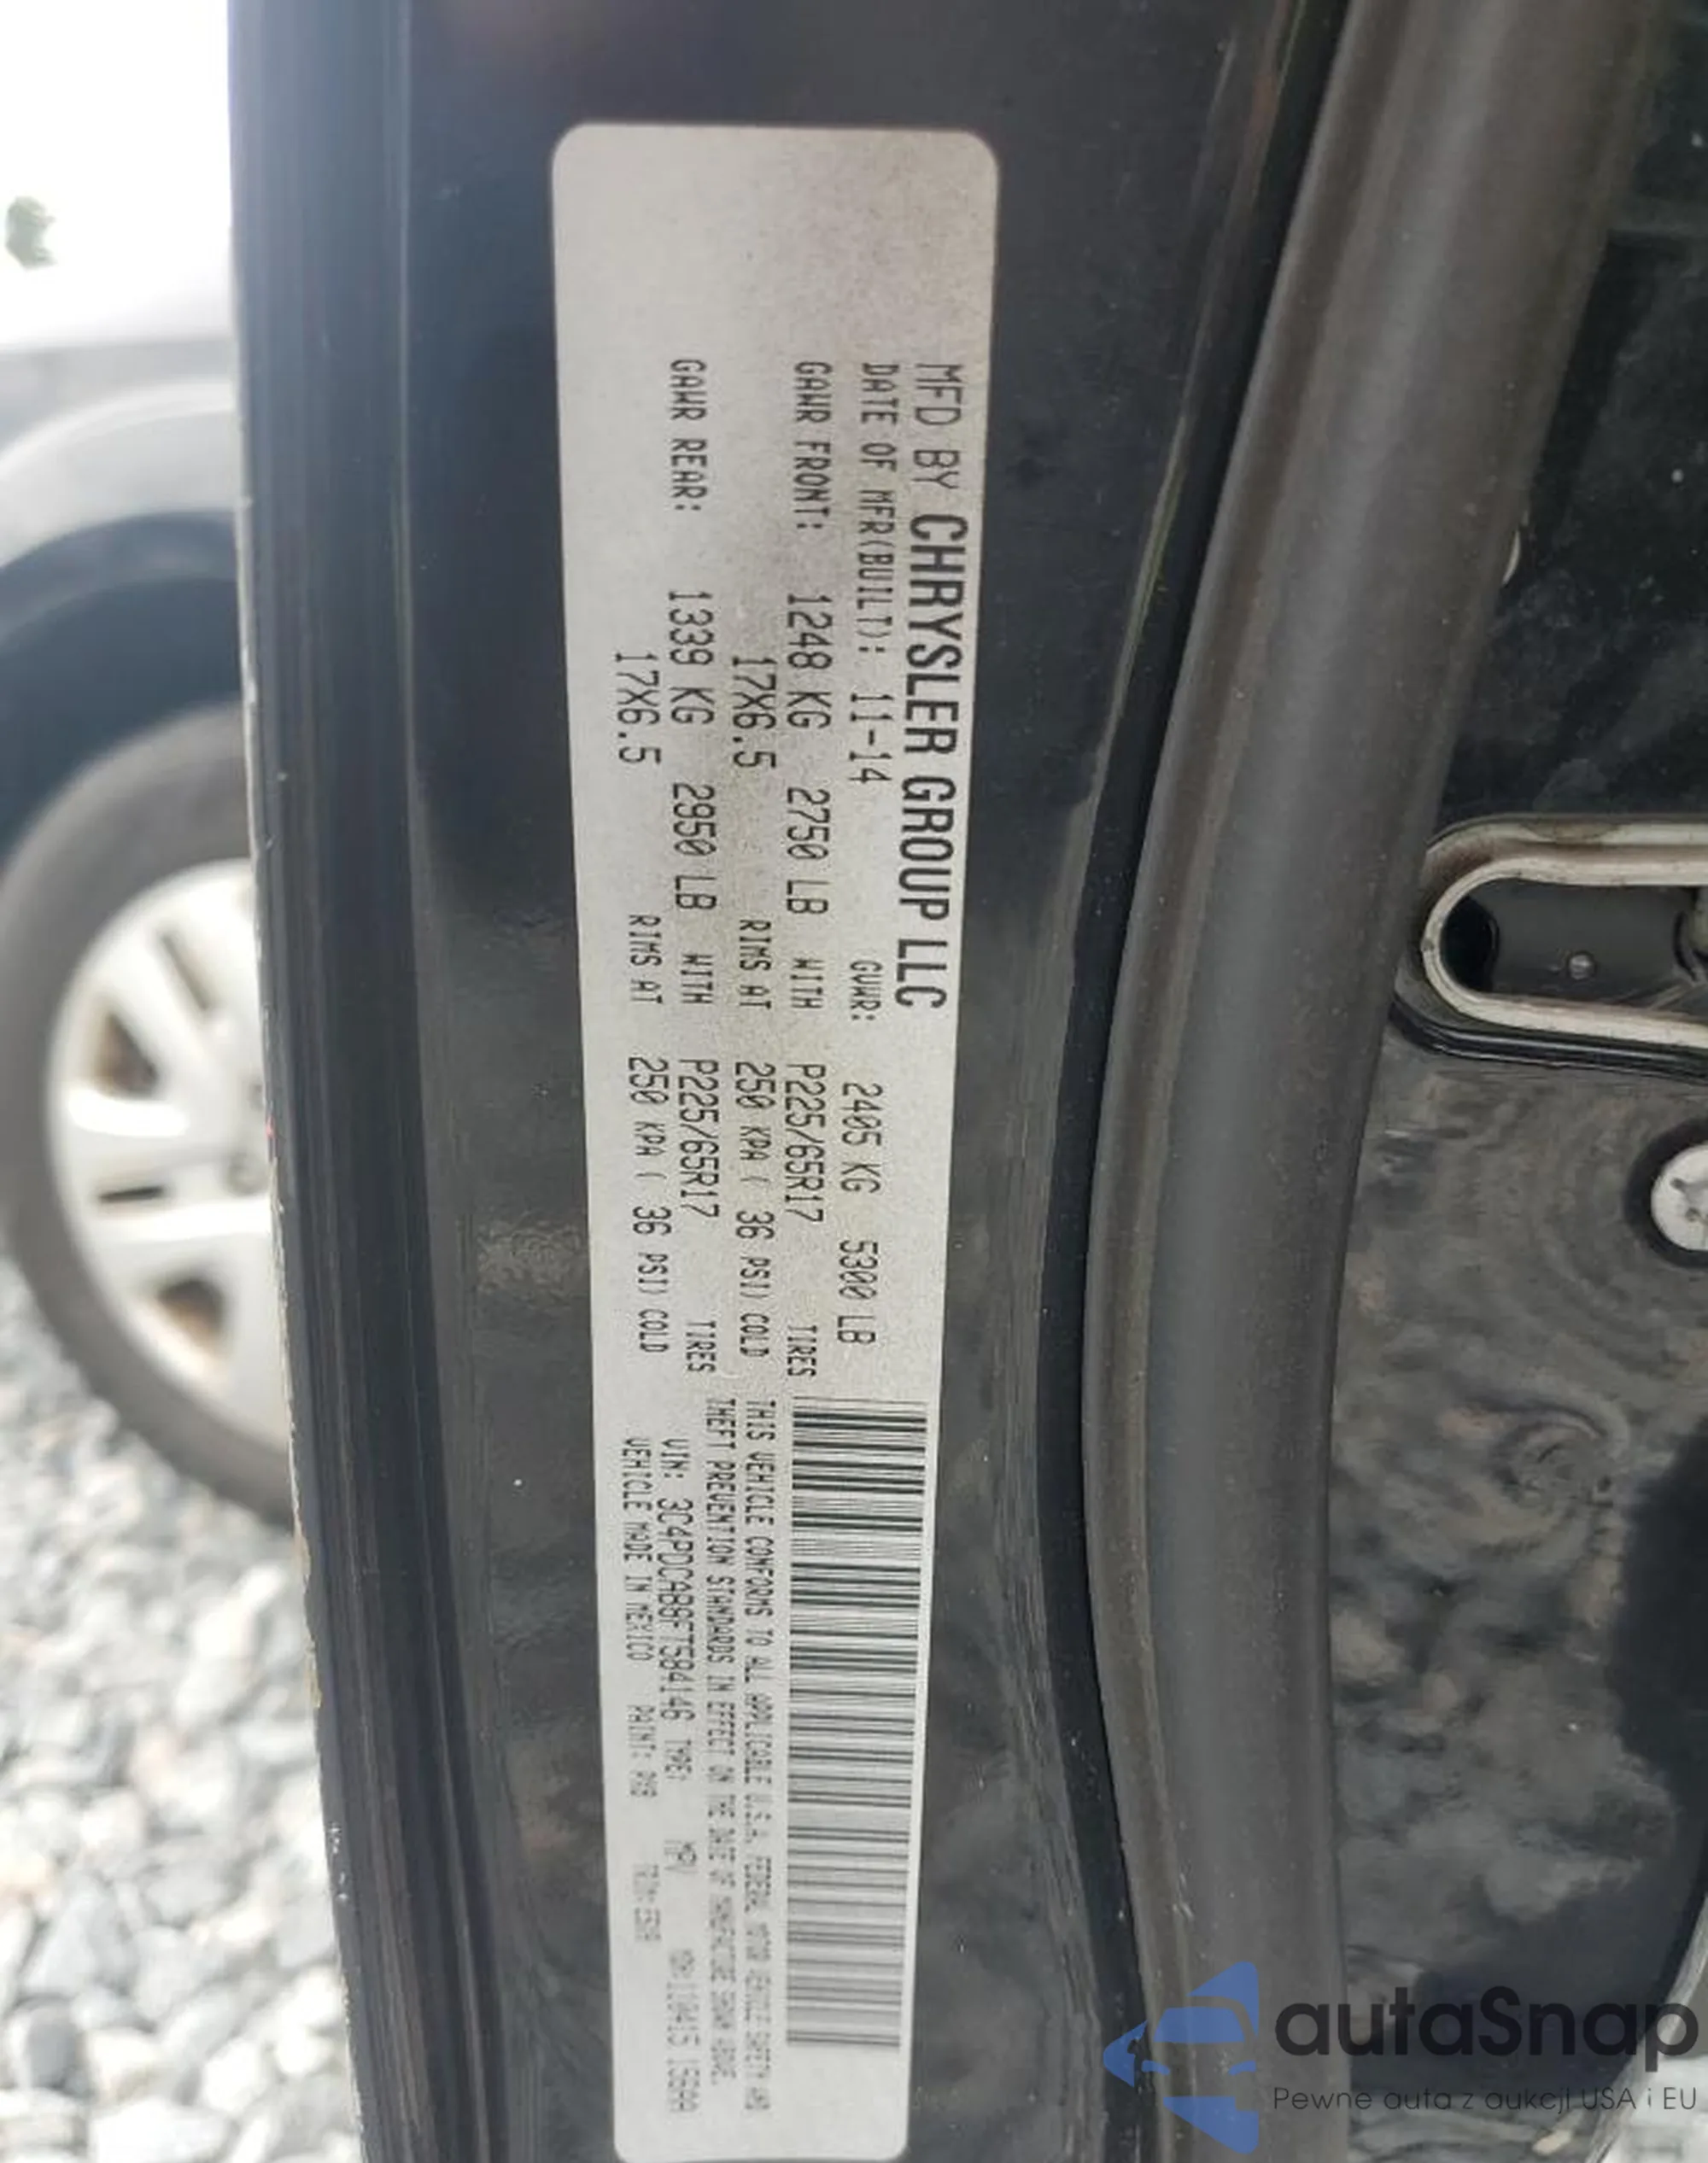 MFD BY CHRYSLER GROUP LLC
DATE OF MFR(BUILT): 11-14 GVWR: 2405 KG 5300 LB
GAWR FRONT: 1248 KG 2750 LB WITH P225/65R17 TIRES
17X6.5 RIMS AT 250 KPA ( 36 PSI) COLD
GAWR REAR: 1339 KG 2950 LB WITH P225/65R17 TIRES
17X6.5 RIMS AT 250 KPA ( 36 PSI) COLD
THIS VEHICLE CONFORMS TO ALL APPLICABLE U.S.A. FEDERAL MOTOR VEHICLE SAFETY AND
THEFT PREVENTION STANDARDS IN EFFECT ON THE DATE OF MANUFACTURE SHOWN ABOVE.
VIN: 3C4PDCAB6FT584146 TYPE: MPV
VEHICLE MADE IN MEXICO PAINT:
autaSnap
Pewne auta z aukcji USA i EU